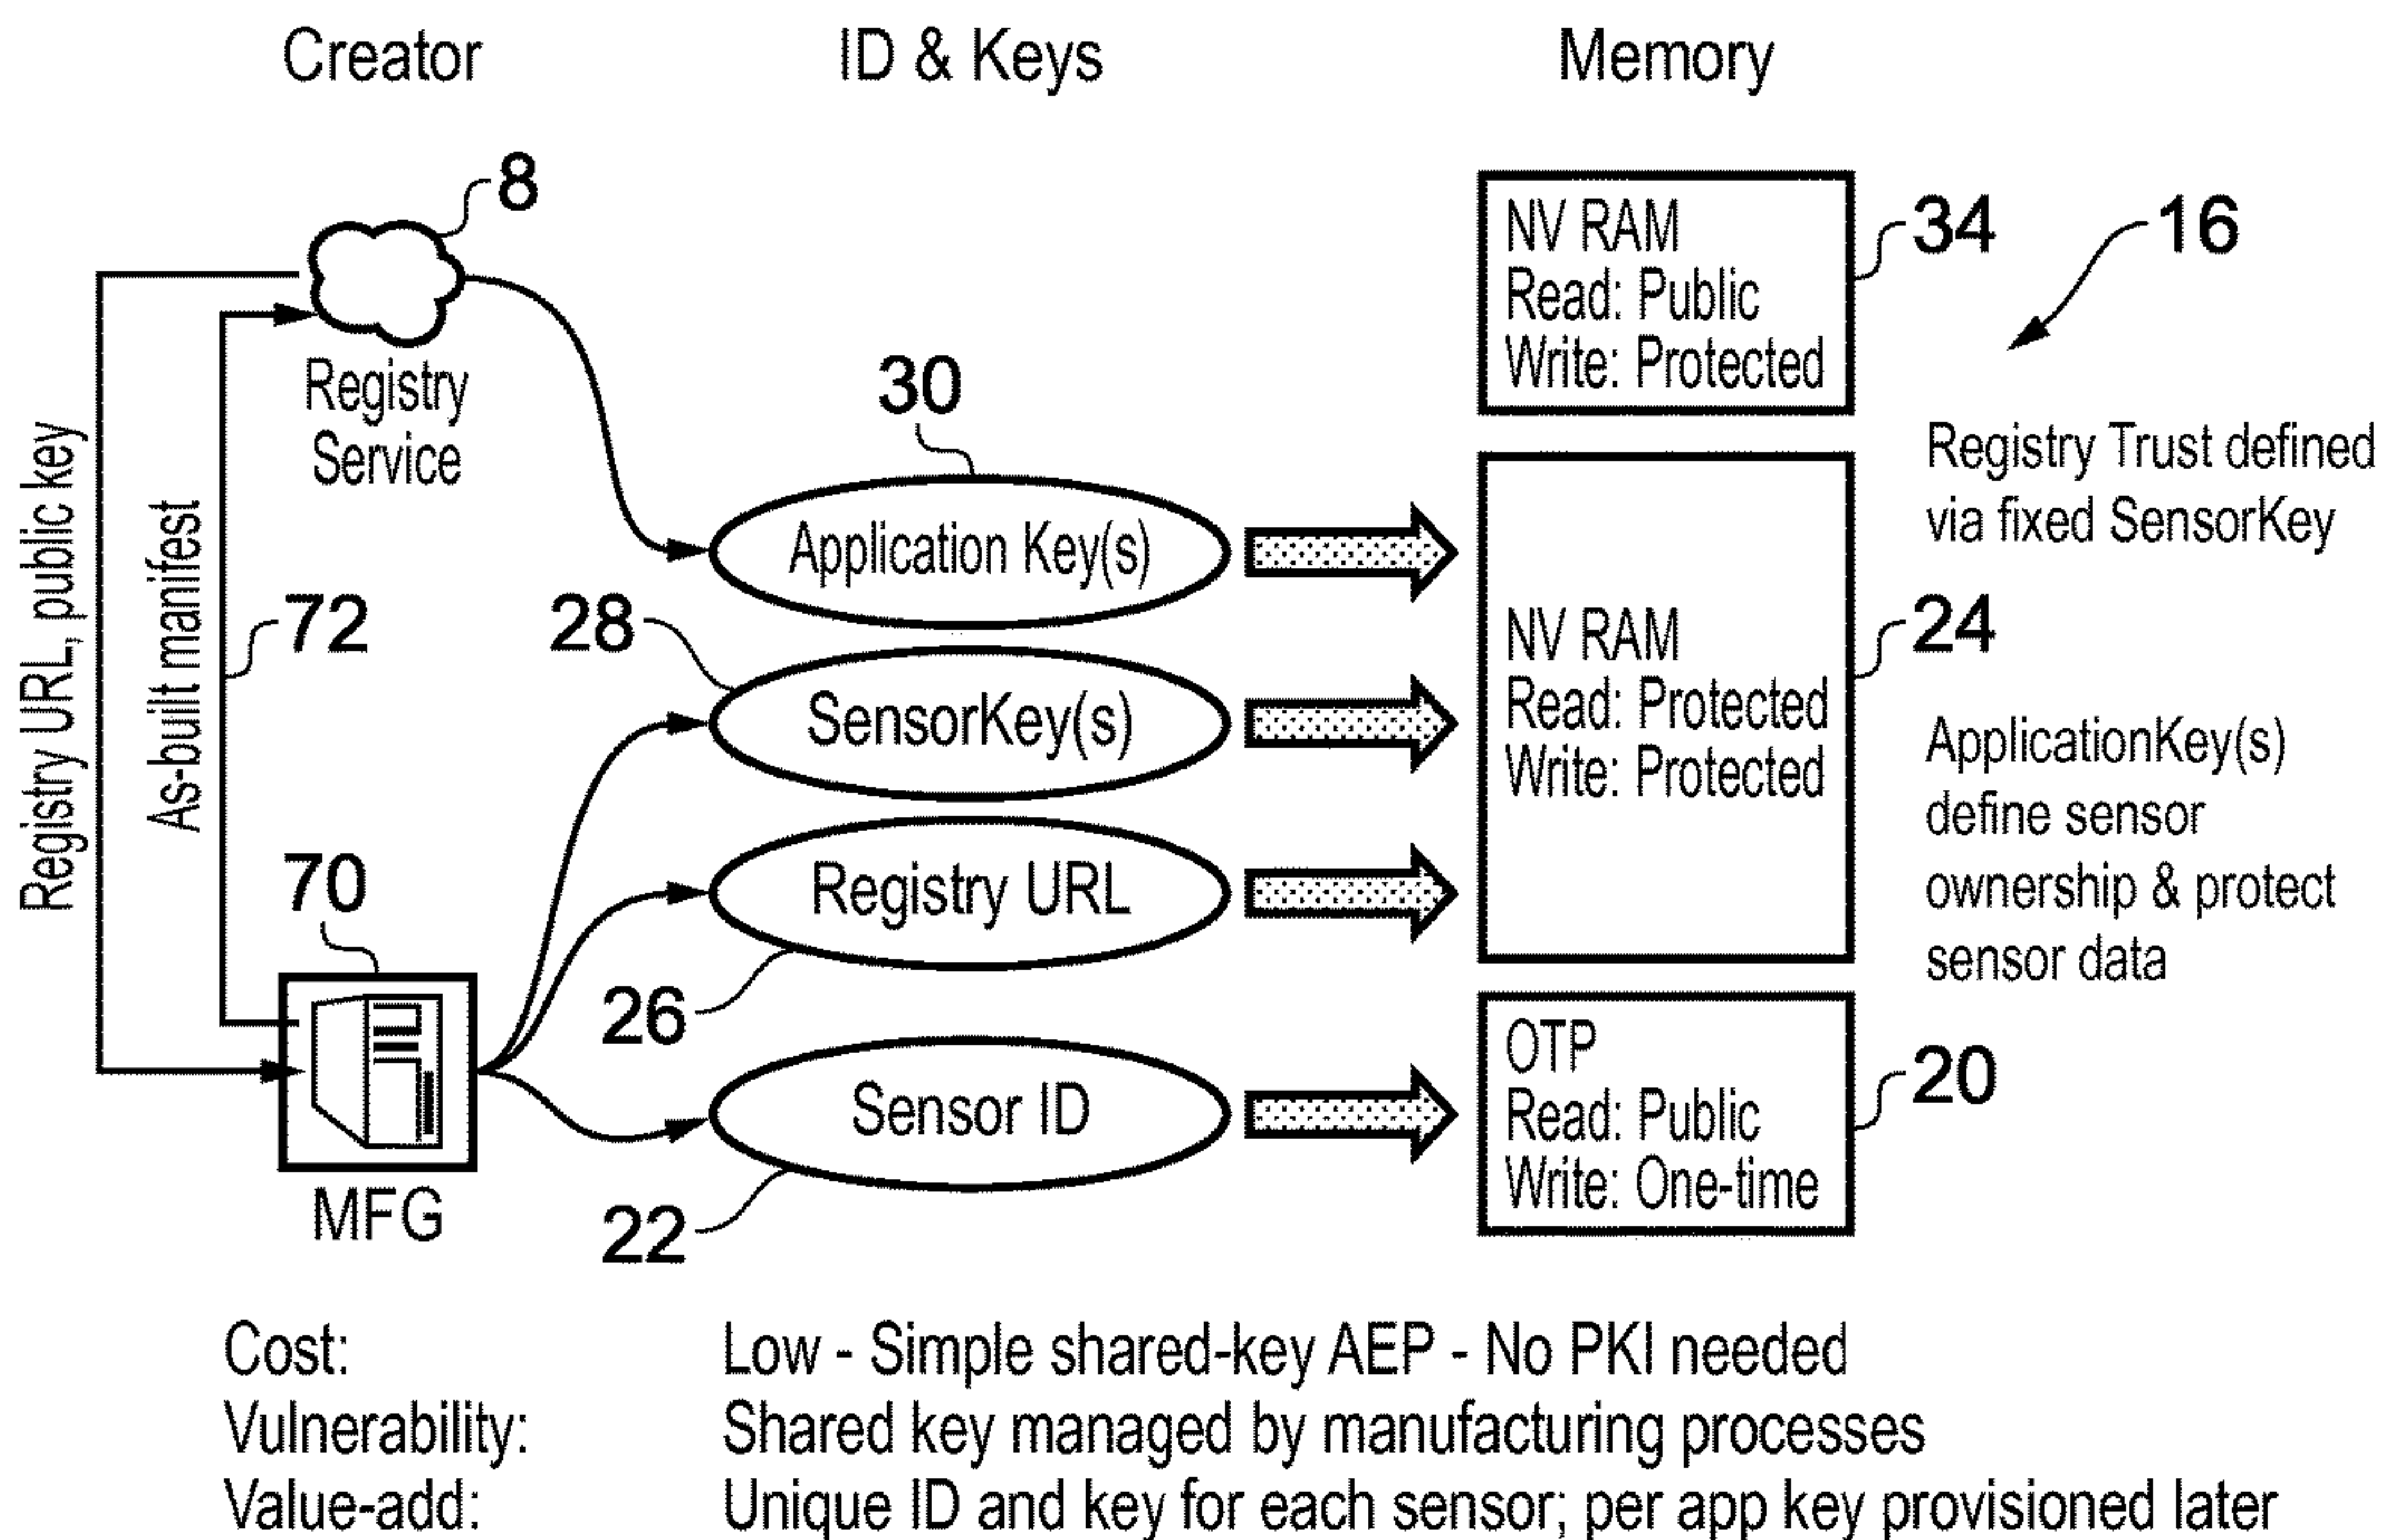 Creator
ID & Keys
Memory
8
Registry
Service
Registry URL, public key
As-built manifest
72
70
MFG
30
Application Key(s)
28
SensorKey(s)
Registry URL
26
Sensor ID
22
NV RAM
Read: Public
Write: Protected
34
16
NV RAM
Read: Protected
Write: Protected
24
OTP
Read: Public
Write: One-time
20
Registry Trust defined
via fixed SensorKey
ApplicationKey(s)
define sensor
ownership & protect
sensor data
Cost: Low - Simple shared-key AEP - No PKI needed
Vulnerability: Shared key managed by manufacturing processes
Value-add: Unique ID and key for each sensor; per app key provisioned later